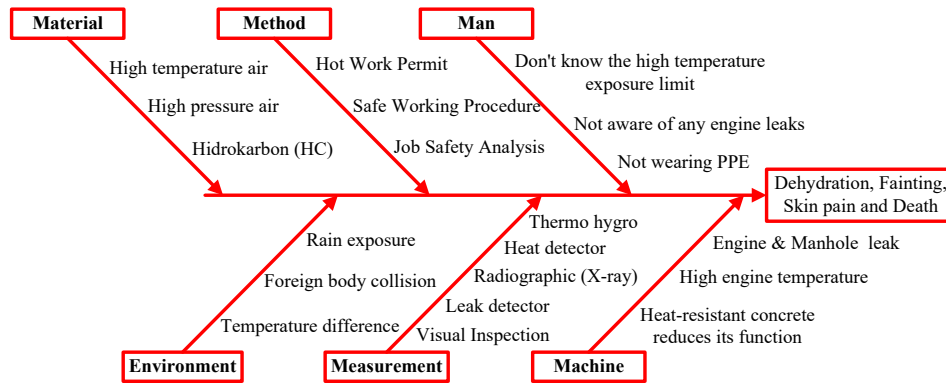 Material
Method
Man
High temperature air
High pressure air
Hidrokarbon (HC)
Hot Work Permit
Safe Working Procedure
Job Safety Analysis
Don't know the high temperature
exposure limit
Not aware of any engine leaks
Not wearing PPE
Dehydration, Fainting,
Skin pain and Death
Rain exposure
Foreign body collision
Temperature difference
Thermo hygro
Heat detector
Radiographic (X-ray)
Leak detector
Visual Inspection
Engine & Manhole leak
High engine temperature
Heat-resistant concrete
reduces its function
Environment
Measurement
Machine